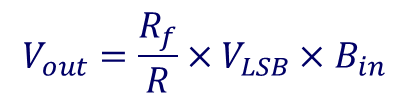 V_out = R_f / R × V_LSB × B_in